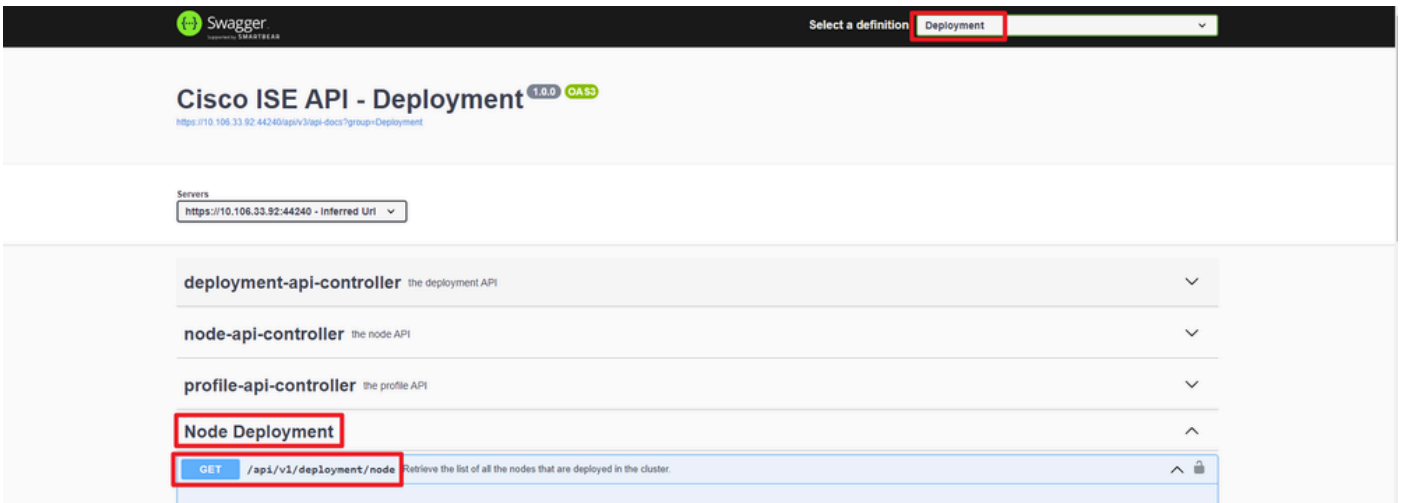 Swagger.
Supported by SMARTBEAR
Select a definition
Deployment
Cisco ISE API - Deployment 1.0.0 OAS3
https://10.106.33.92:44240/api/v3/api-docs?group=Deployment
Servers
https://10.106.33.92:44240 - Inferred Url
deployment-api-controller the deployment API
node-api-controller the node API
profile-api-controller the profile API
Node Deployment
GET /api/v1/deployment/node Retrieve the list of all the nodes that are deployed in the cluster.